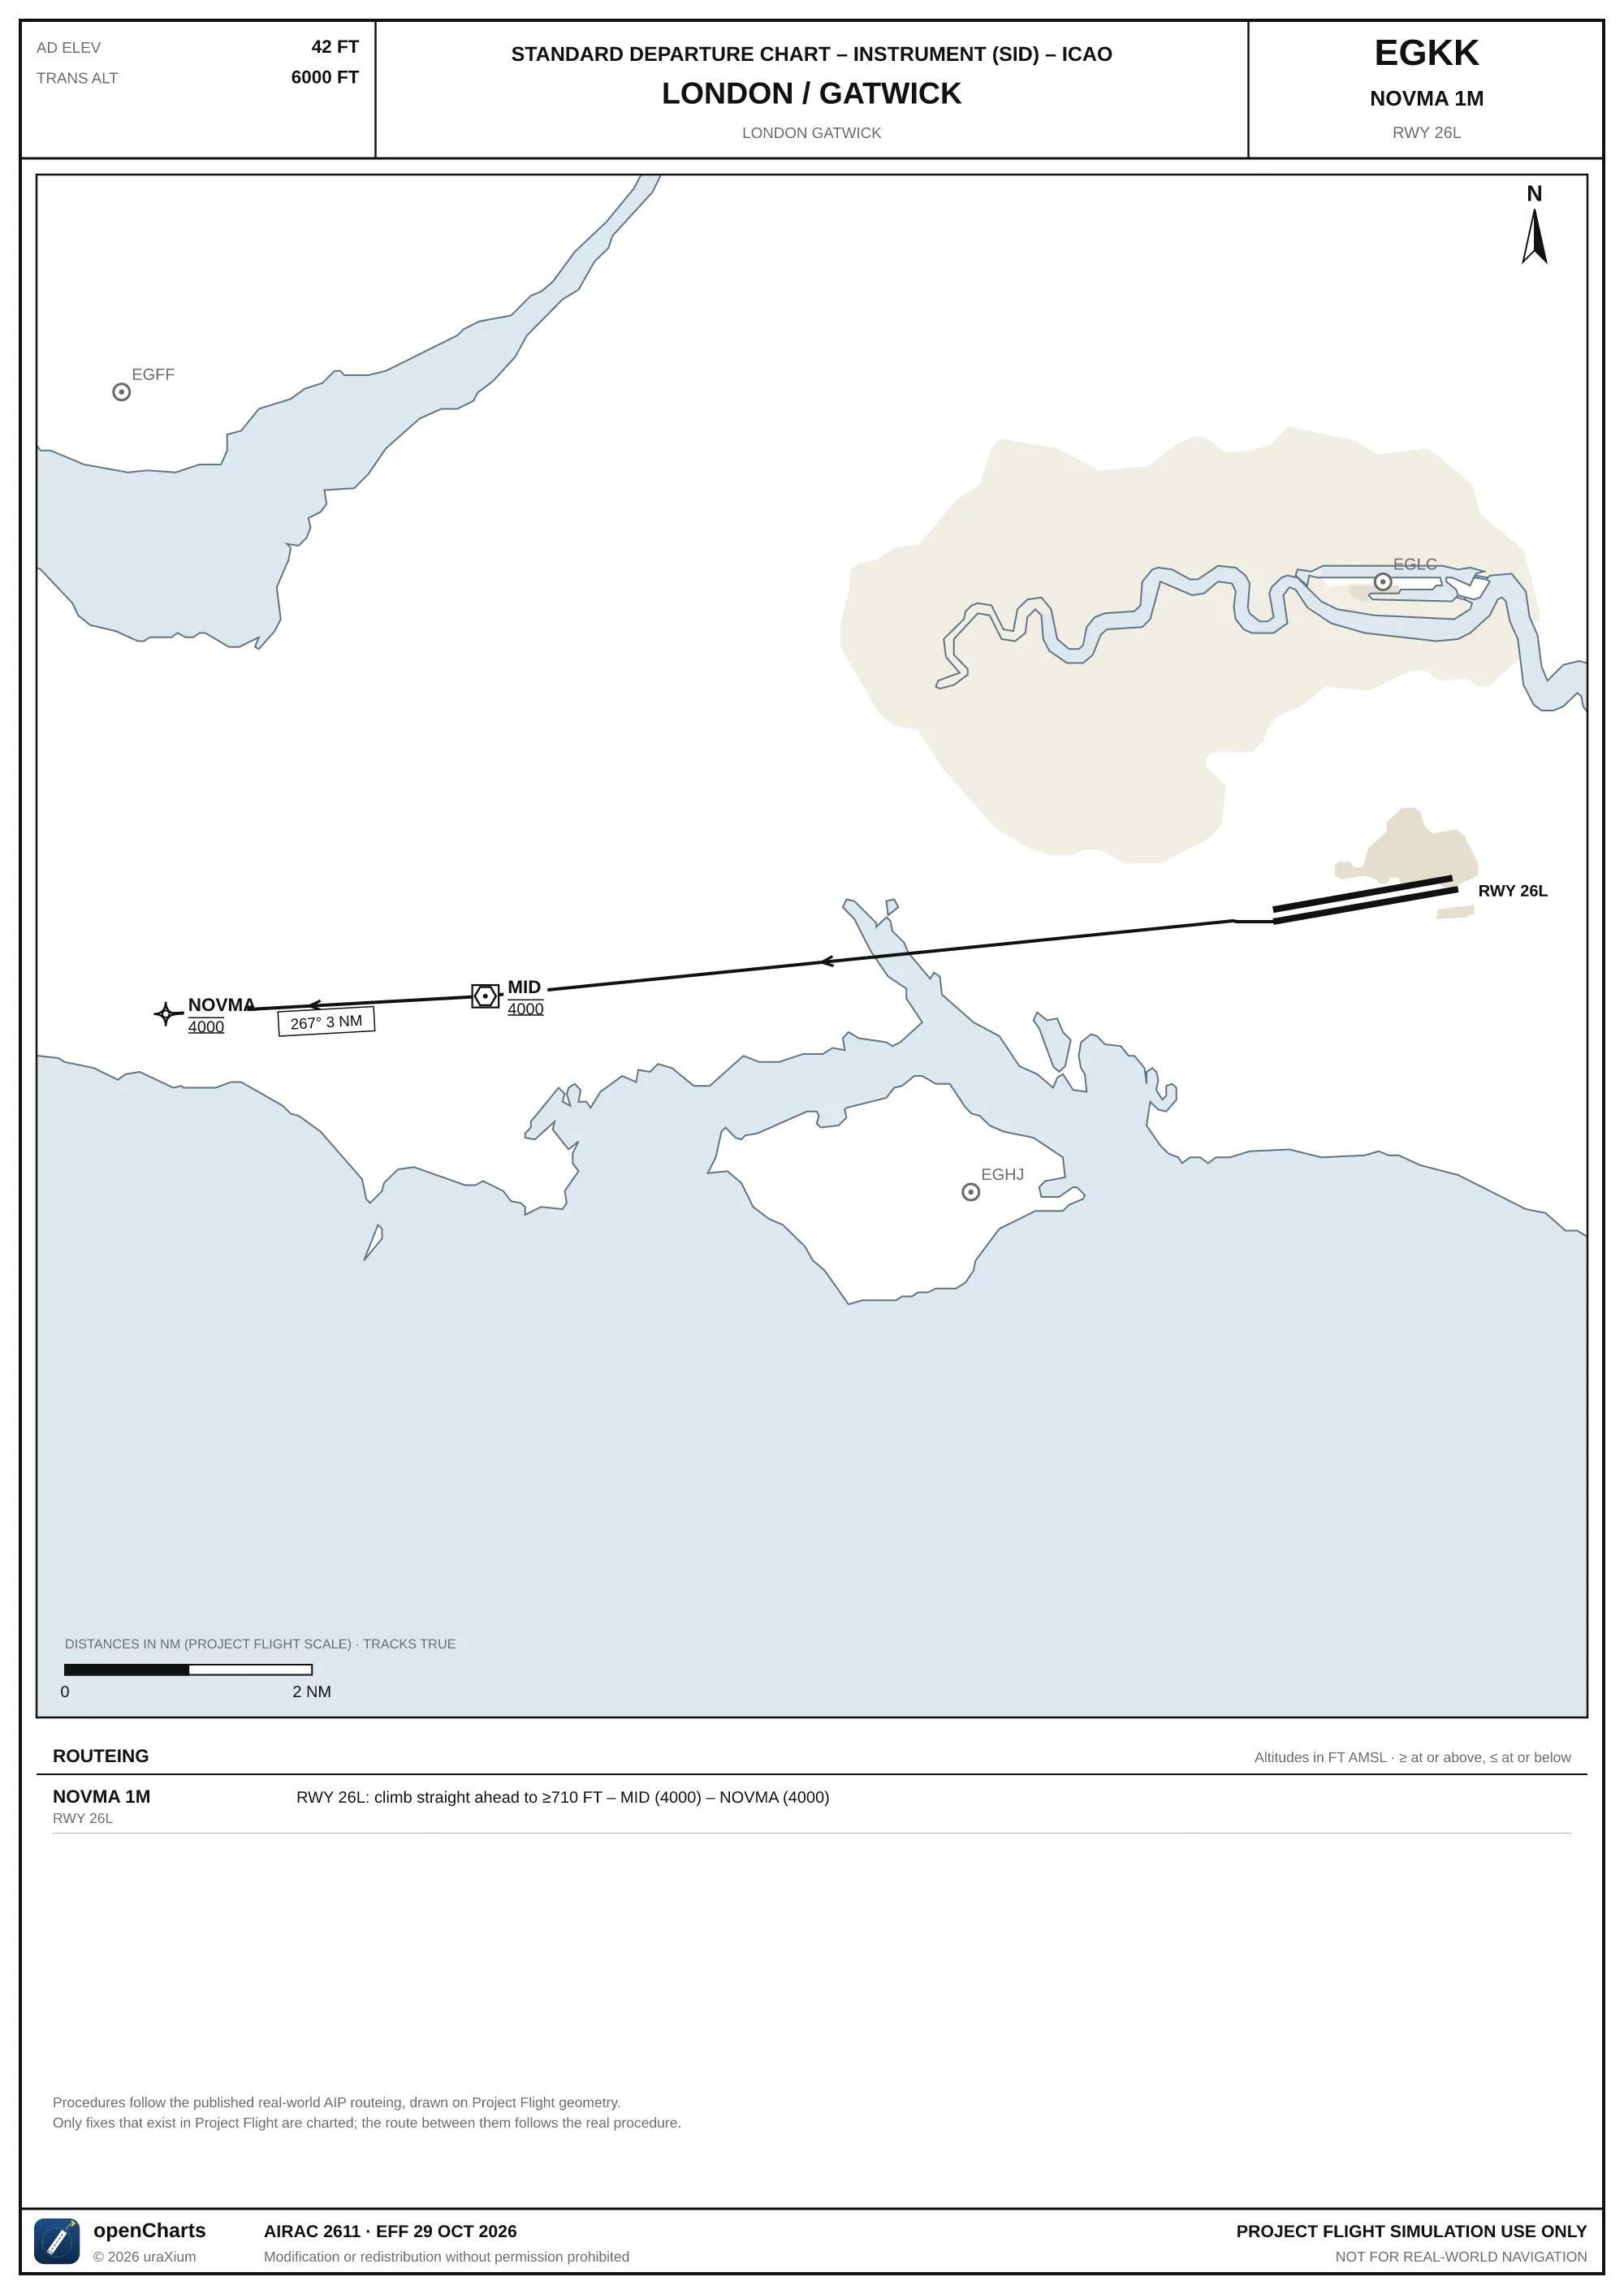 AD ELEV 42 FT
TRANS ALT 6000 FT
STANDARD DEPARTURE CHART – INSTRUMENT (SID) – ICAO
LONDON / GATWICK
LONDON GATWICK
EGKK
NOVMA 1M
RWY 26L
N
EGFF
EGLC
RWY 26L
MID
4000
NOVMA
4000
267° 3 NM
EGHJ
DISTANCES IN NM (PROJECT FLIGHT SCALE) · TRACKS TRUE
0 2 NM
ROUTEING Altitudes in FT AMSL · ≥ at or above, ≤ at or below
NOVMA 1M RWY 26L: climb straight ahead to ≥710 FT – MID (4000) – NOVMA (4000)
RWY 26L
Procedures follow the published real-world AIP routeing, drawn on Project Flight geometry.
Only fixes that exist in Project Flight are charted; the route between them follows the real procedure.
openCharts
© 2026 uraXium
AIRAC 2611 · EFF 29 OCT 2026
Modification or redistribution without permission prohibited
PROJECT FLIGHT SIMULATION USE ONLY
NOT FOR REAL-WORLD NAVIGATION